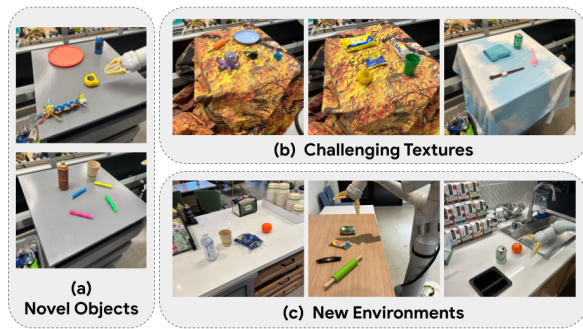 (a)
Novel Objects
(b) Challenging Textures
(c) New Environments